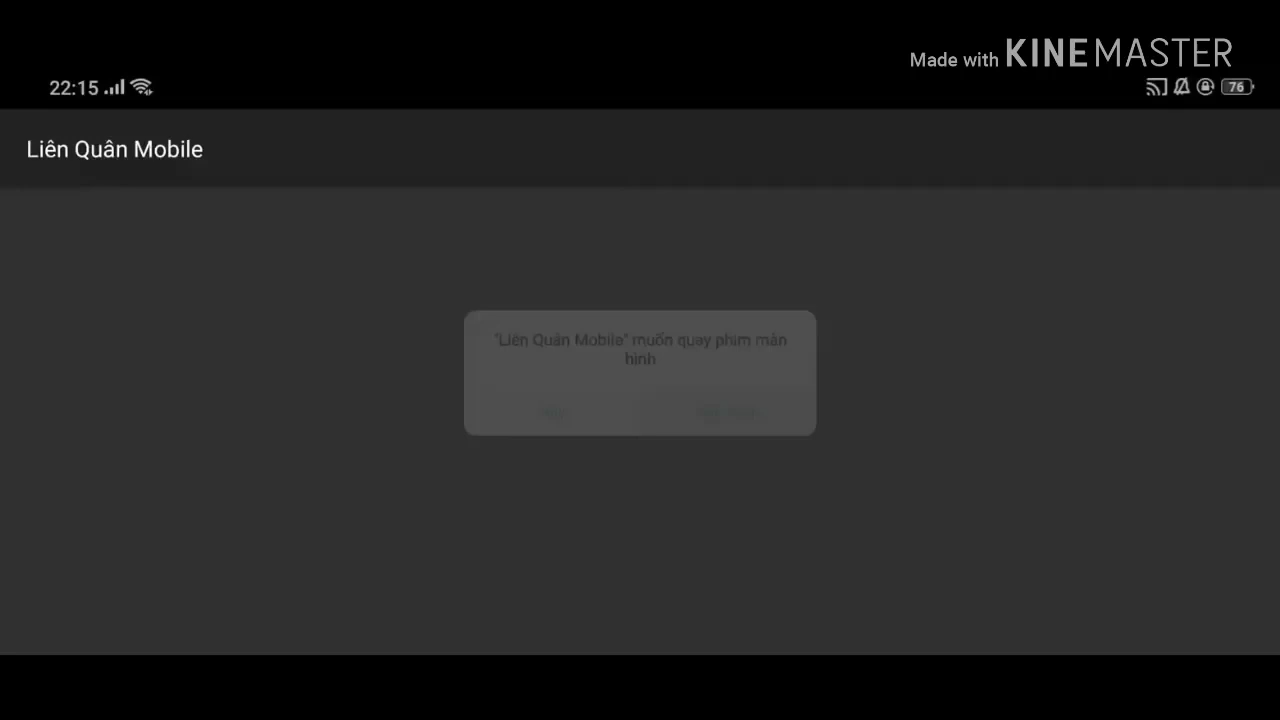 Made with KINEMASTER
22:15
76
Liên Quân Mobile
"Liên Quân Mobile" muốn quay phim màn
hình